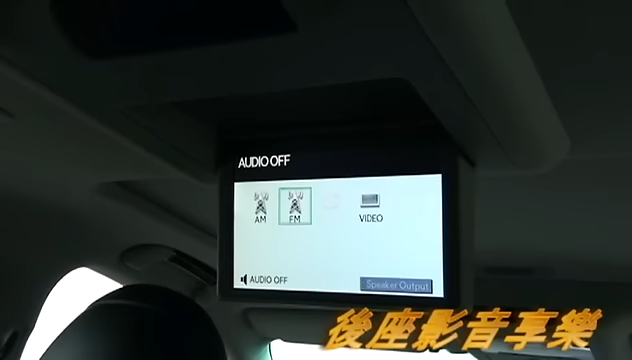 AUDIO OFF
AM FM VIDEO
AUDIO OFF Speaker Output
後座影音享樂